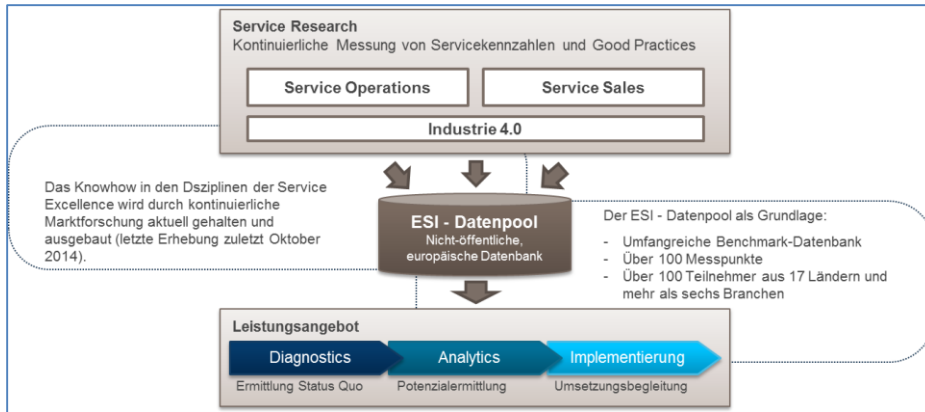 Service Research
Kontinuierliche Messung von Servicekennzahlen und Good Practices
Service Operations
Service Sales
Industrie 4.0
Das Knowhow in den Dsziplinen der Service
Excellence wird durch kontinuierliche
Marktforschung aktuell gehalten und
ausgebaut (letzte Erhebung zuletzt Oktober
2014).
ESI - Datenpool
Nicht-öffentliche,
europäische Datenbank
Der ESI - Datenpool als Grundlage:
- Umfangreiche Benchmark-Datenbank
- Über 100 Messpunkte
- Über 100 Teilnehmer aus 17 Ländern und
mehr als sechs Branchen
Leistungsangebot
Diagnostics
Analytics
Implementierung
Ermittlung Status Quo
Potenzialermittlung
Umsetzungsbegleitung